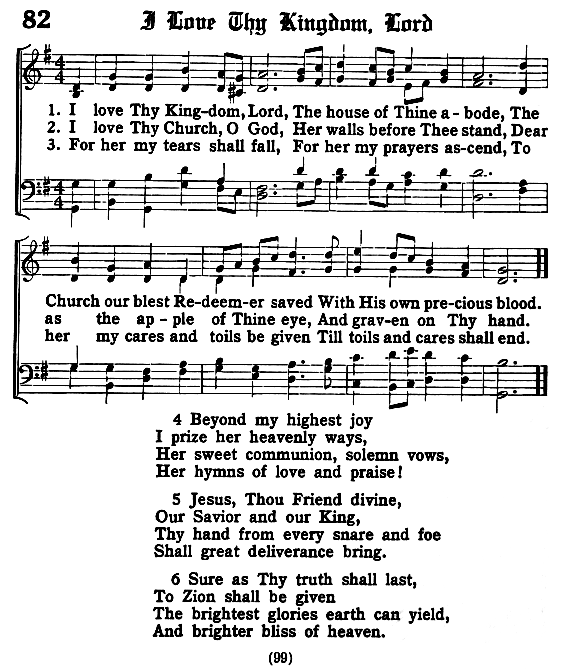 82 I Love Thy Kingdom, Lord
1. I love Thy King-dom, Lord, The house of Thine a - bode, The
2. I love Thy Church, O God, Her walls before Thee stand, Dear
3. For her my tears shall fall, For her my prayers as-cend, To
Church our blest Re-deem-er saved With His own pre-cious blood.
as the ap - ple of Thine eye, And grav-en on Thy hand.
her my cares and toils be given Till toils and cares shall end.
4 Beyond my highest joy
I prize her heavenly ways,
Her sweet communion, solemn vows,
Her hymns of love and praise!
5 Jesus, Thou Friend divine,
Our Savior and our King,
Thy hand from every snare and foe
Shall great deliverance bring.
6 Sure as Thy truth shall last,
To Zion shall be given
The brightest glories earth can yield,
And brighter bliss of heaven.
(99)